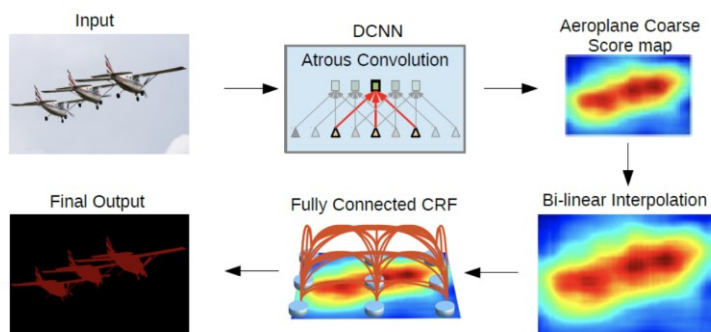 Input
DCNN
Atrous Convolution
Aeroplane Coarse
Score map
Final Output
Fully Connected CRF
Bi-linear Interpolation